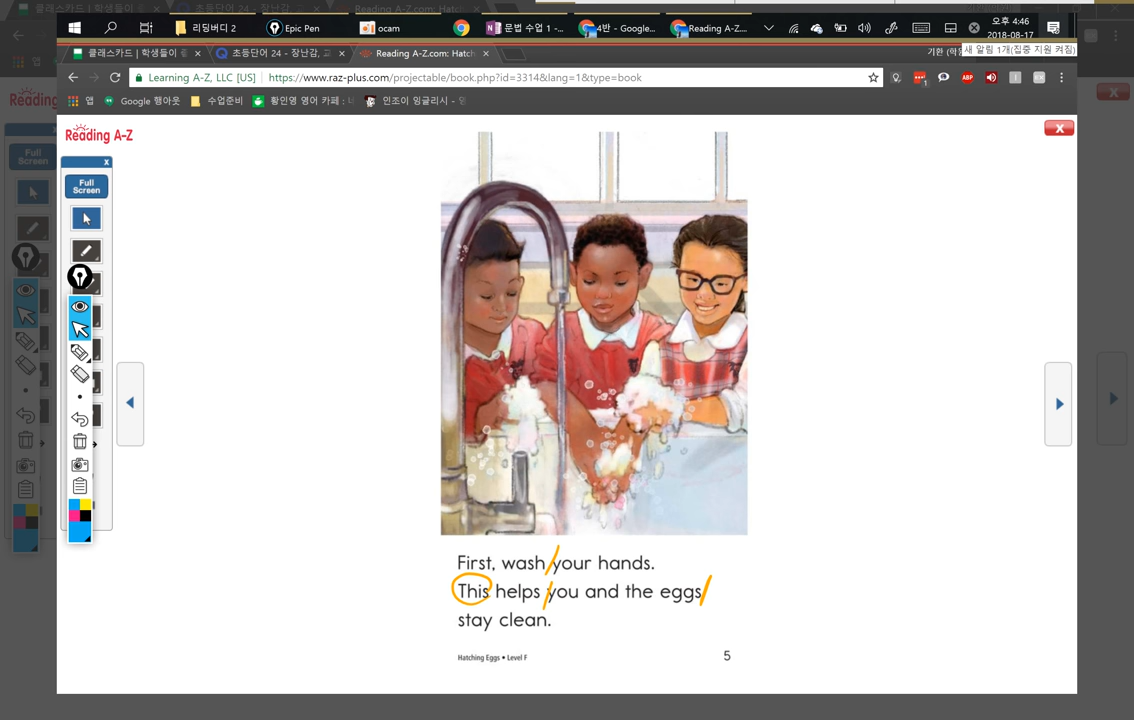 리딩버디 2
Epic Pen
ocam
문법 수업 1 -...
4반 - Google...
Reading A-Z....
오후 4:46
2018-08-17
클래스카드 | 학생들이 좋
초등단어 24 - 장난감, 교
Reading A-Z.com: Hatch
새 알림 1개(집중 지원 켜짐)
Learning A-Z, LLC [US]
https://www.raz-plus.com/projectable/book.php?id=3314&lang=1&type=book
앱
Google 행아웃
수업준비
황인영 영어 카페 : 네
인조이 잉글리시 -
Reading A-Z
Full
Screen
First, wash your hands.
This helps you and the eggs
stay clean.
Hatching Eggs • Level F
5